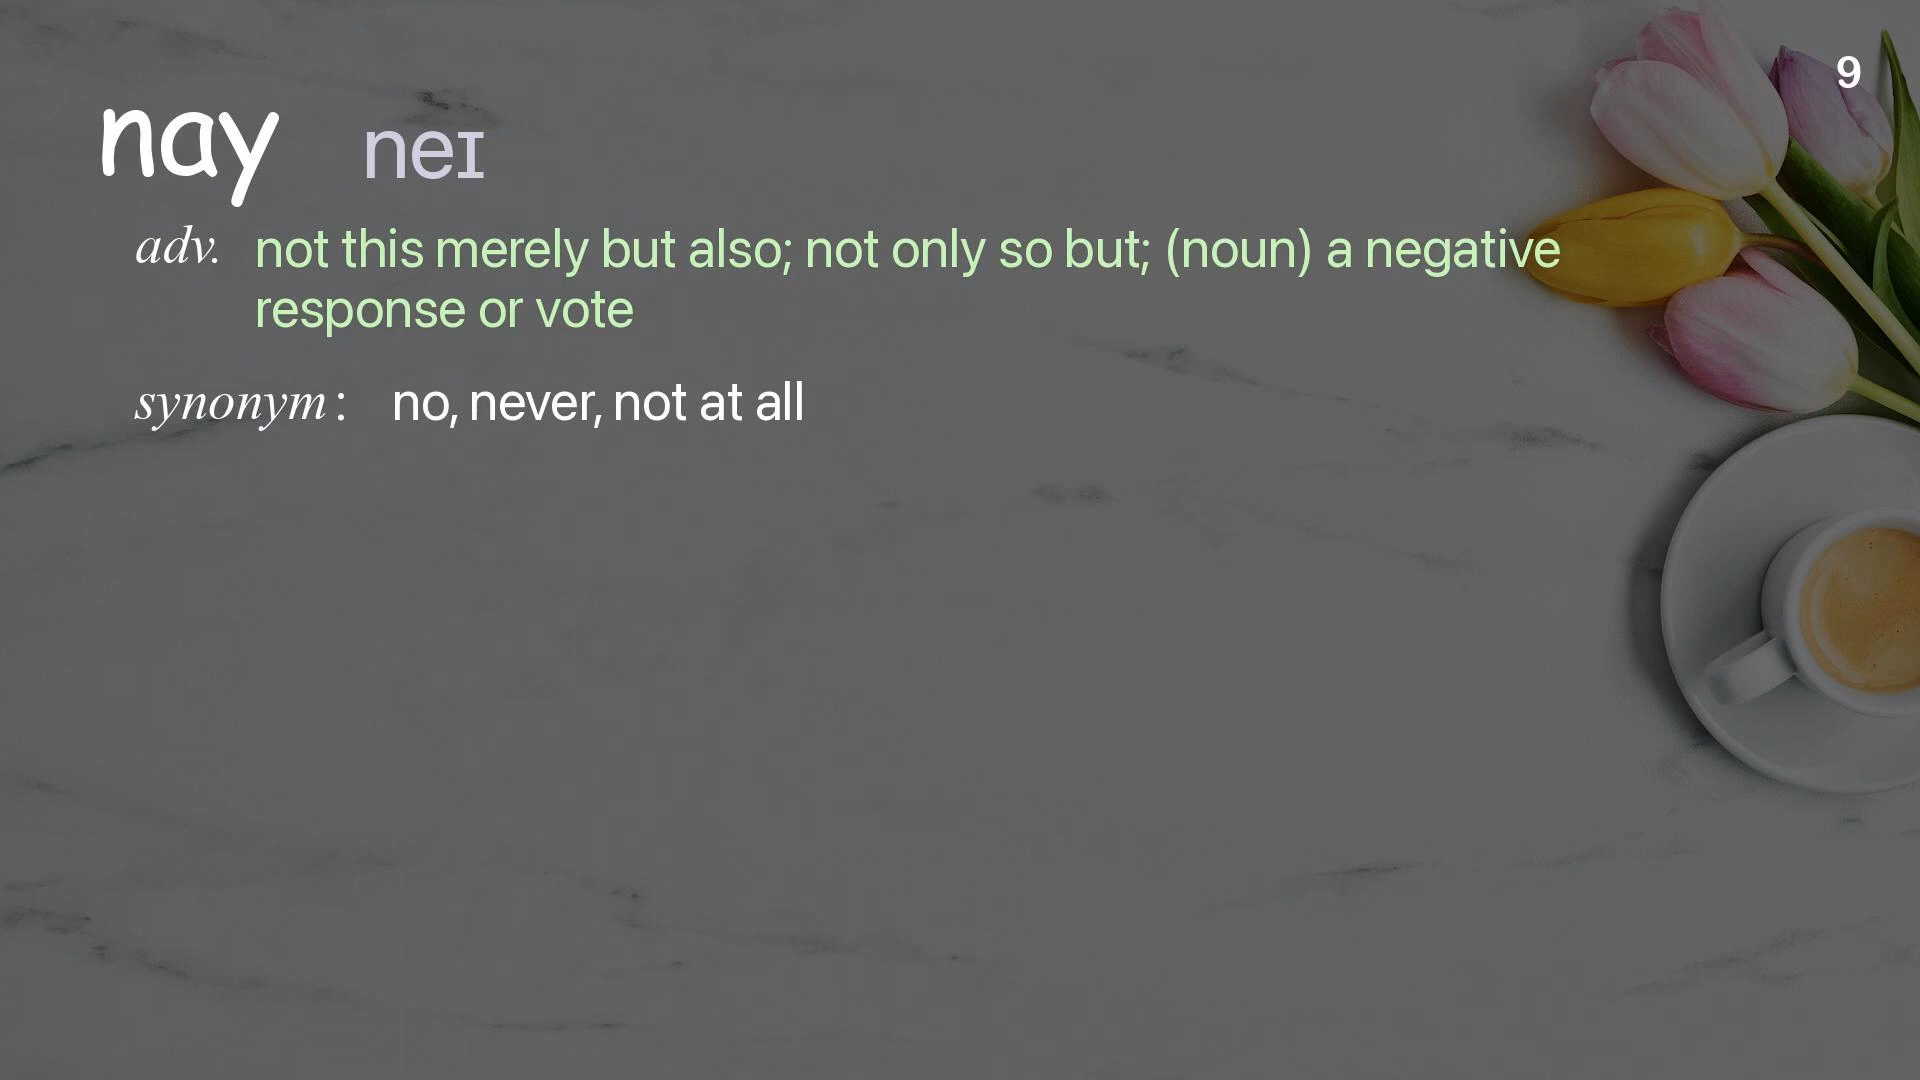 9
nay neɪ
adv. not this merely but also; not only so but; (noun) a negative
response or vote
synonym : no, never, not at all